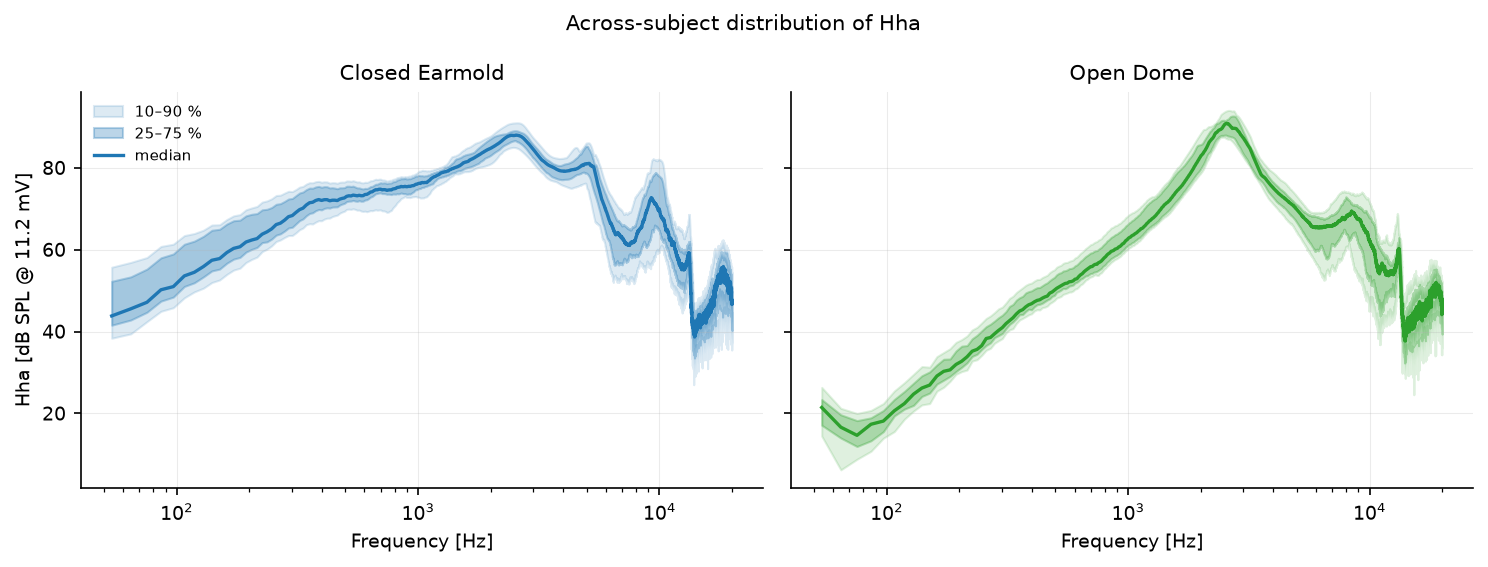 Across-subject distribution of Hha
Closed Earmold
Open Dome
10–90 %
25–75 %
median
Hha [dB SPL @ 11.2 mV]
80
60
40
20
10² 10³ 10⁴
10² 10³ 10⁴
Frequency [Hz]
Frequency [Hz]